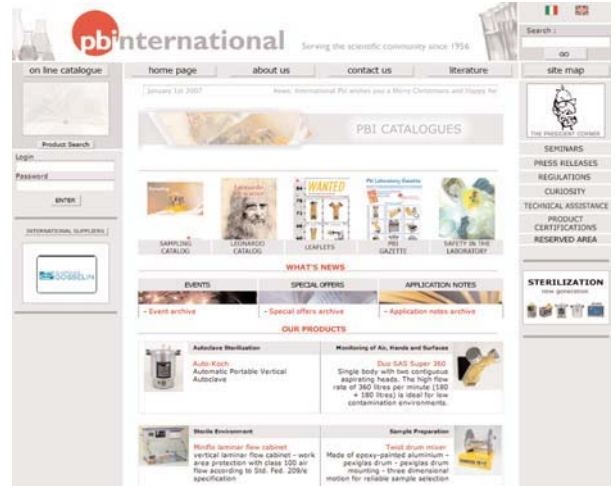 pbinternational
Serving the scientific community since 1956
Search :
GO
on line catalogue
home page
about us
contact us
literature
site map
January 1st 2007
News: International Pbi wishes you a Merry Christmas and Happy Ne
PBI CATALOGUES
Product Search
Login
Password
ENTER
INTERNATIONAL SUPPLIERS
GOSSELIN
THE PRESIDENT CORNER
SEMINARS
PRESS RELEASES
REGULATIONS
CURIOSITY
TECHNICAL ASSISTANCE
PRODUCT
CERTIFICATIONS
RESERVED AREA
STERILIZATION
new generation
Sampling
Leonardo
WANTED
Pbi Laboratory Gazette
SAMPLING
CATALOG
LEONARDO
CATALOG
LEAFLETS
PBI
GAZETTE
SAFETY IN THE
LABORATORY
WHAT'S NEWS
EVENTS
SPECIAL OFFERS
APPLICATION NOTES
- Event archive
- Special offers archive
- Application notes archive
OUR PRODUCTS
Autoclave Sterilisation
Auto-Koch
Automatic Portable Vertical
Autoclave
Monitoring of Air, Hands and Surfaces
Duo SAS Super 360
Single body with two contiguous
aspirating heads. The high flow
rate of 360 litres per minute (180
+ 180 litres) is ideal for low
contamination environments.
Sterile Environment
Miniflo laminar flow cabinet
vertical laminar flow cabinet - work
area protection with class 100 air
flow according to Std. Fed. 209/e
specification
Sample Preparation
Twist drum mixer
Made of epoxy-painted aluminium -
pexiglas drum - pexiglas drum
mounting - three dimensional
motion for reliable sample selection